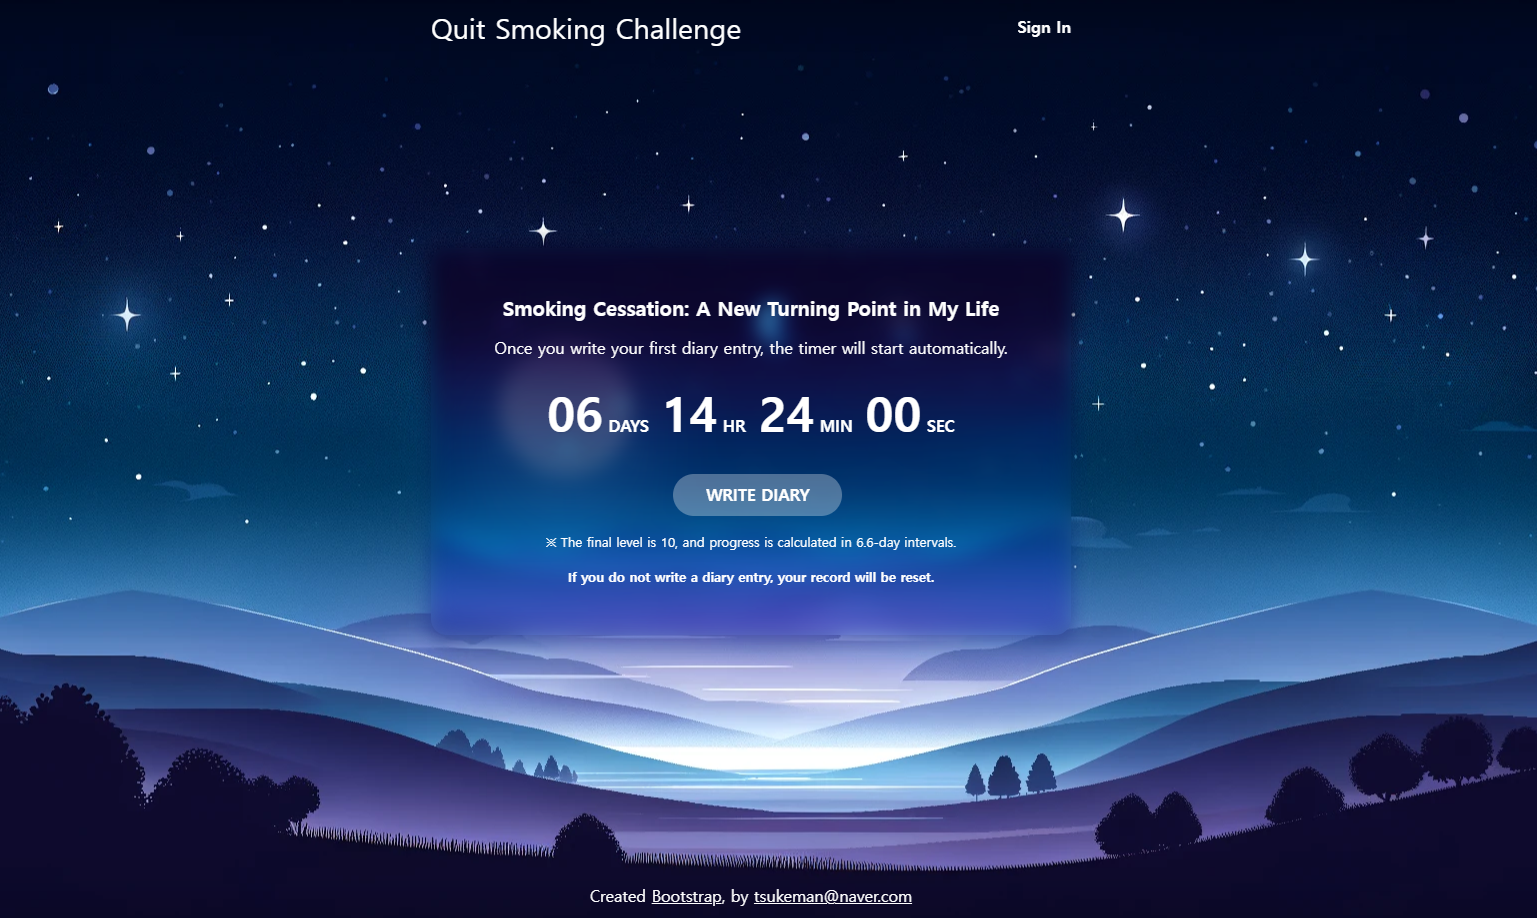 Quit Smoking Challenge
Sign In
Smoking Cessation: A New Turning Point in My Life
Once you write your first diary entry, the timer will start automatically.
06 DAYS 14 HR 24 MIN 00 SEC
WRITE DIARY
※ The final level is 10, and progress is calculated in 6.6-day intervals.
If you do not write a diary entry, your record will be reset.
Created Bootstrap, by tsukeman@naver.com